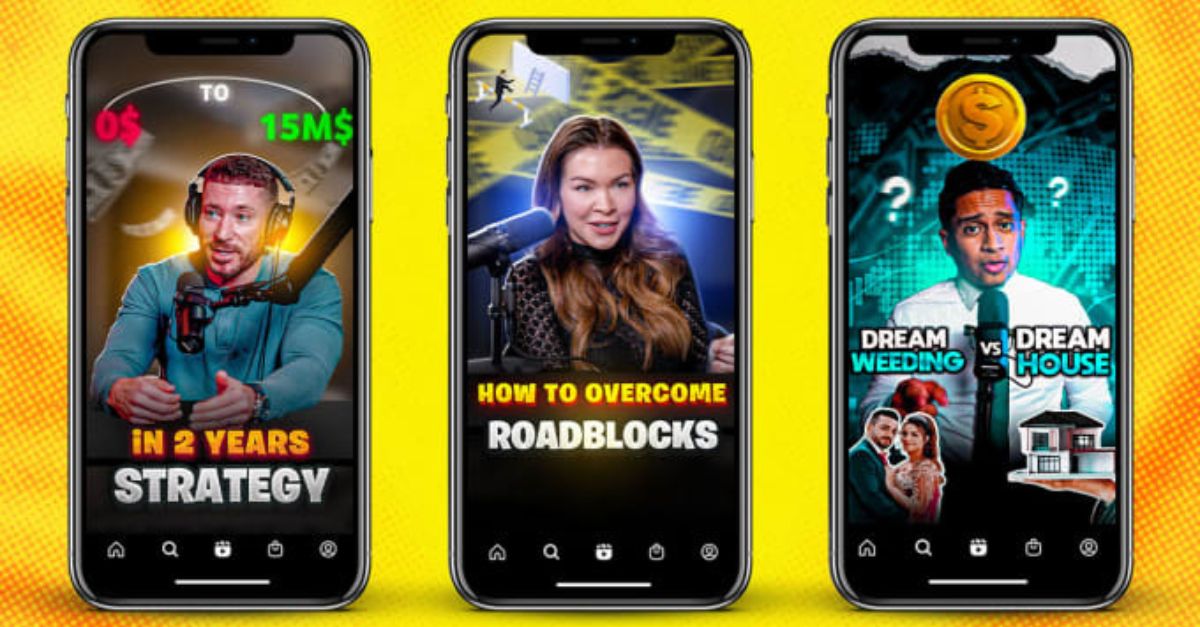 TO
0$ 15M$
iN 2 YEARS
STRATEGY
HOW TO OVERCOME
ROADBLOCKS
$
? ?
DREAM
WEEDING
VS
DREAM
HOUSE